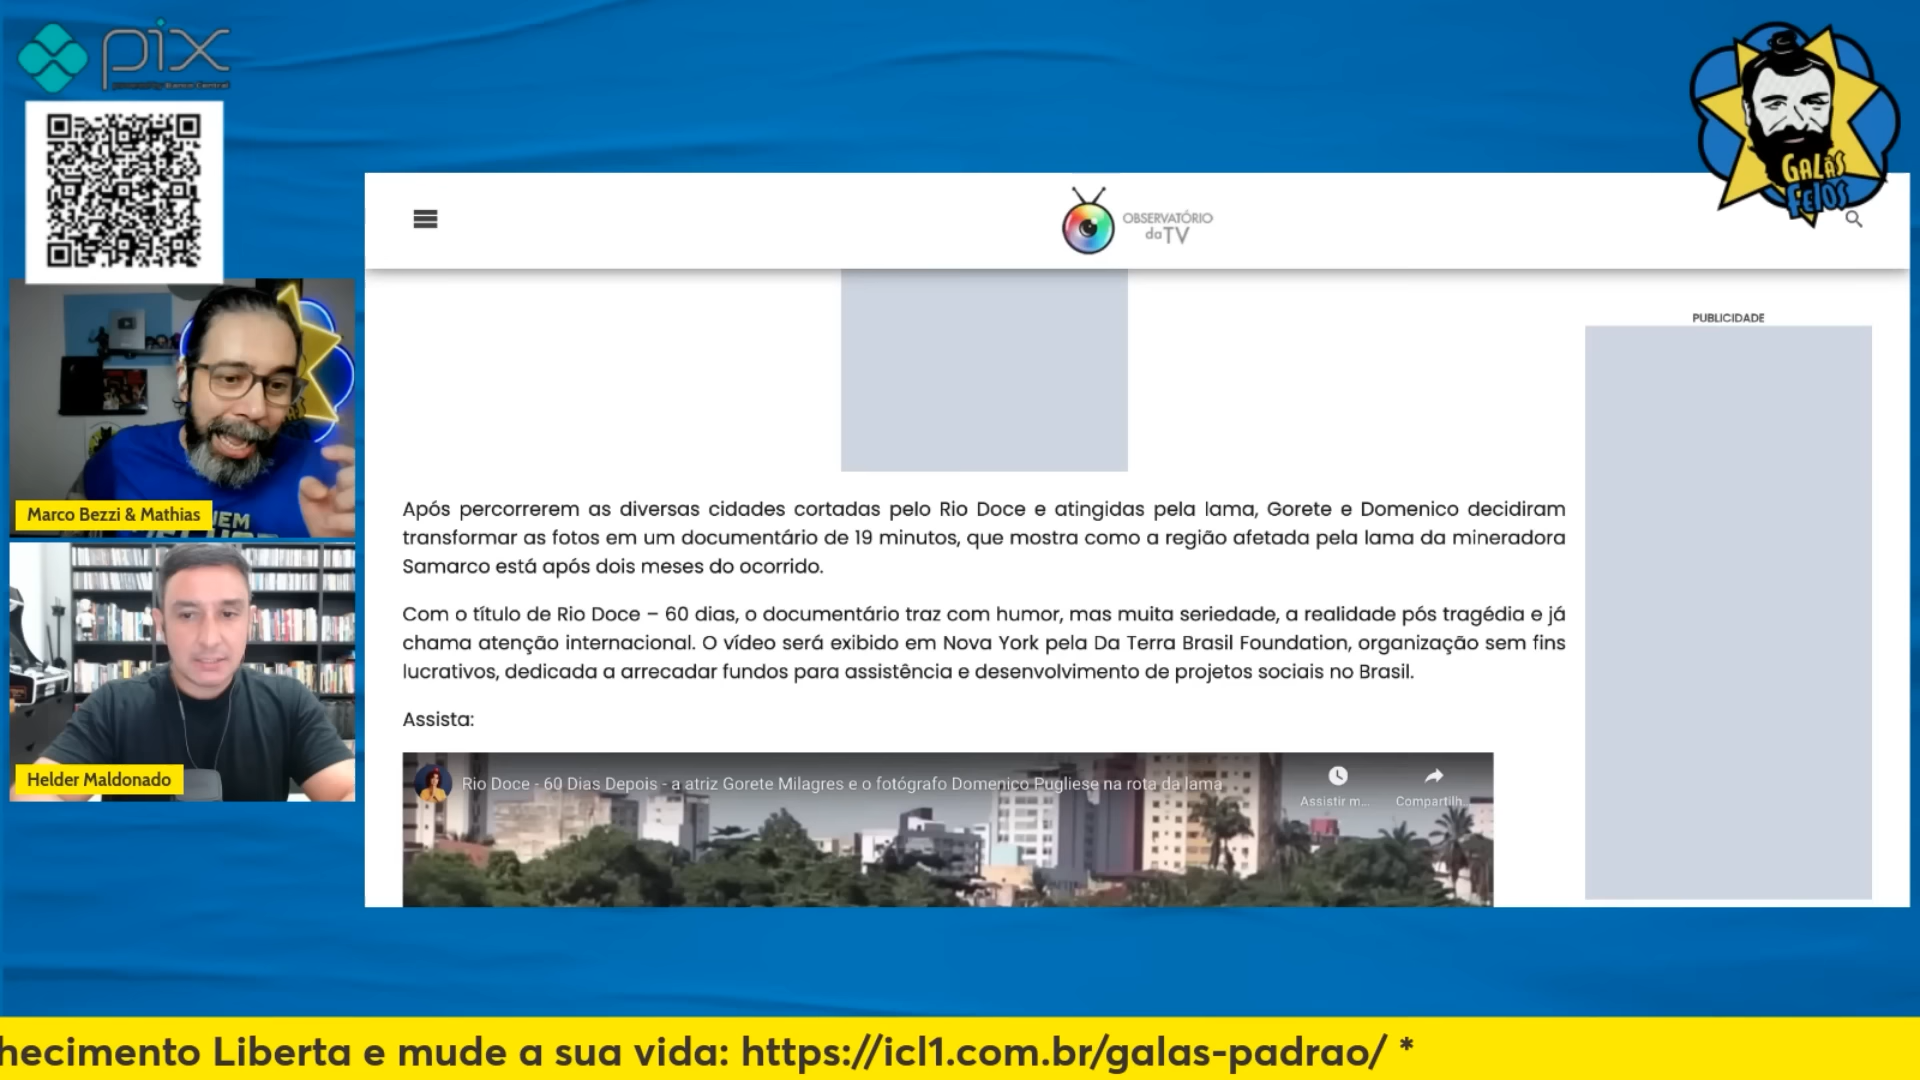 pix
powered by Banco Central
GALÃS
FEIOS
OBSERVATÓRIO
da TV
PUBLICIDADE
Marco Bezzi & Mathias
Helder Maldonado
Após percorrerem as diversas cidades cortadas pelo Rio Doce e atingidas pela lama, Gorete e Domenico decidiram
transformar as fotos em um documentário de 19 minutos, que mostra como a região afetada pela lama da mineradora
Samarco está após dois meses do ocorrido.
Com o título de Rio Doce – 60 dias, o documentário traz com humor, mas muita seriedade, a realidade pós tragédia e já
chama atenção internacional. O vídeo será exibido em Nova York pela Da Terra Brasil Foundation, organização sem fins
lucrativos, dedicada a arrecadar fundos para assistência e desenvolvimento de projetos sociais no Brasil.
Assista:
Rio Doce - 60 Dias Depois - a atriz Gorete Milagres e o fotógrafo Domenico Pugliese na rota da lama
Assistir m...
Compartilh...
hecimento Liberta e mude a sua vida: https://icl1.com.br/galas-padrao/ *